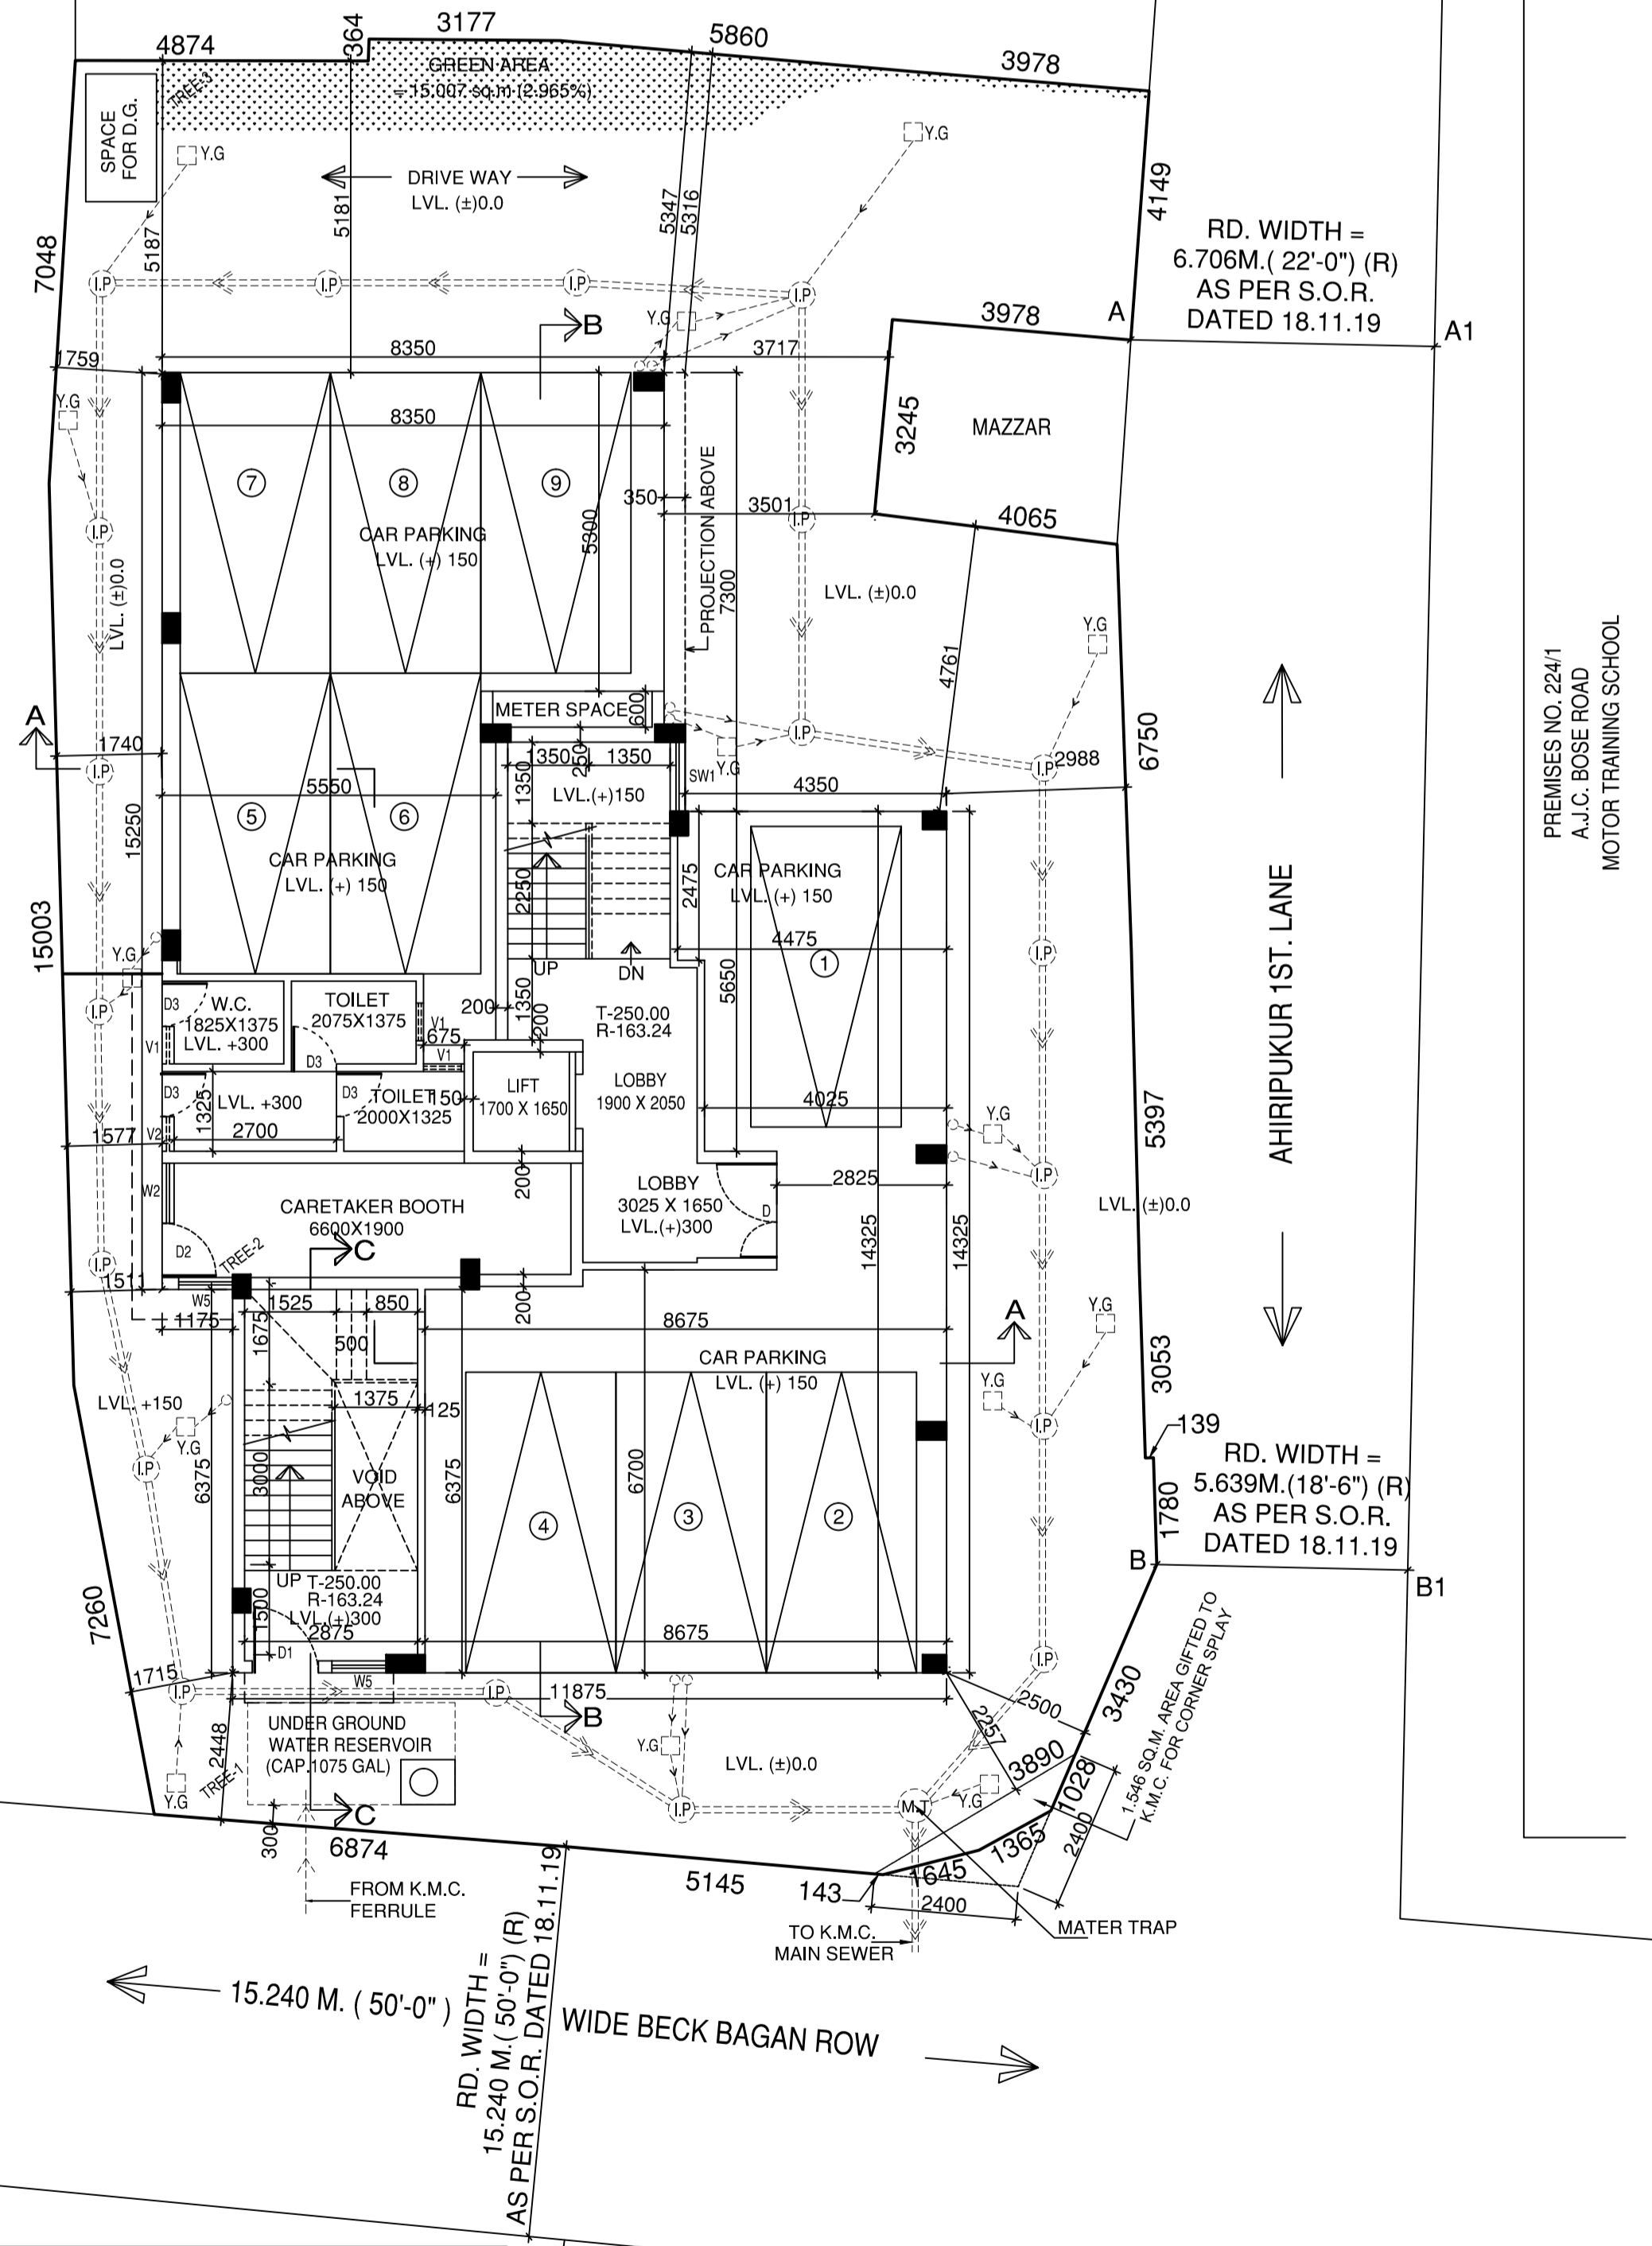 4874
364
3177
5860
3978
GREEN AREA
= 15.007 sq.m (2.965%)
TREE-3
SPACE
FOR D.G.
Y.G
Y.G
DRIVE WAY
LVL. (±)0.0
5187
5181
5347
5316
4149
7048
RD. WIDTH =
6.706M.( 22'-0") (R)
AS PER S.O.R.
DATED 18.11.19
I.P
I.P
I.P
I.P
Y.G
B
3978
A
A1
1759
8350
3717
Y.G
8350
3245
MAZZAR
7
8
9
350
3501
I.P
4065
I.P
CAR PARKING
LVL. (+) 150
5300
PROJECTION ABOVE
7300
LVL. (±)0.0
LVL. (±)0.0
Y.G
4761
PREMISES NO. 224/1
A.J.C. BOSE ROAD
MOTOR TRAINING SCHOOL
METER SPACE
600
A
1740
I.P
I.P
I.P
2988
6750
1350
250
1350
Y.G
SW1
1350
5550
LVL.(+)150
4350
15250
5
6
CAR PARKING
LVL. (+) 150
2250
2475
CAR PARKING
LVL. (+) 150
AHIRIPUKUR 1ST. LANE
15003
4475
1
I.P
Y.G
UP
DN
5650
I.P
D3
W.C.
1825X1375
LVL. +300
TOILET
2075X1375
V1
200
1350
200
T-250.00
R-163.24
675
V1
V1
D3
D3
1325
LVL. +300
D3
TOILET
2000X1325
150
LIFT
1700 X 1650
LOBBY
1900 X 2050
4025
Y.G
5397
1577
V2
2700
I.P
W2
200
LOBBY
3025 X 1650
LVL.(+)300
2825
D
LVL. (±)0.0
CARETAKER BOOTH
6600X1900
C
D2
TREE-2
14325
14325
I.P
1511
W5
1175
1525
850
200
1675
500
8675
A
Y.G
CAR PARKING
LVL. (+) 150
3053
Y.G
LVL. +150
1375
125
139
Y.G
I.P
I.P
RD. WIDTH =
5.639M.(18'-6") (R)
AS PER S.O.R.
DATED 18.11.19
6375
3000
VOID
ABOVE
6375
6700
4
3
2
1780
B
B1
UP
T-250.00
R-163.24
LVL.(+)300
1500
2875
8675
7260
D1
W5
1715
I.P
I.P
I.P
11875
B
2500
2257
3430
1.546 SQ.M. AREA GIFTED TO
K.M.C. FOR CORNER SPLAY
UNDER GROUND
WATER RESERVOIR
(CAP.1075 GAL)
2448
TREE-1
Y.G
Y.G
LVL. (±)0.0
3890
1028
Y.G
C
I.P
M.T
2400
300
6874
1365
5145
143
1645
2400
FROM K.M.C.
FERRULE
MATER TRAP
TO K.M.C.
MAIN SEWER
RD. WIDTH =
15.240 M.( 50'-0") (R)
AS PER S.O.R. DATED 18.11.19
15.240 M. ( 50'-0" ) WIDE BECK BAGAN ROW